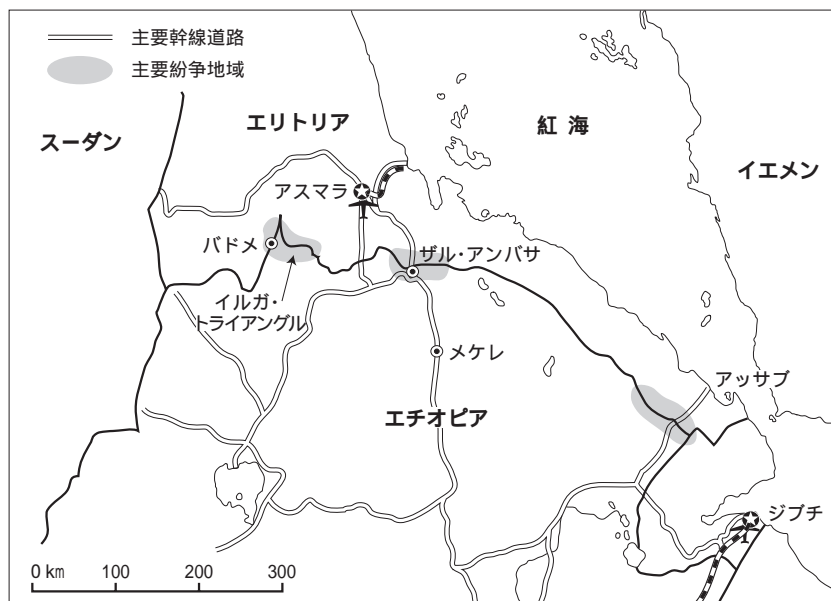 主要幹線道路
主要紛争地域
スーダン
エリトリア
紅海
イエメン
アスマラ
バドメ
ザル・アンバサ
イルガ・
トライアングル
メケレ
アッサブ
エチオピア
ジブチ
0 km 100 200 300